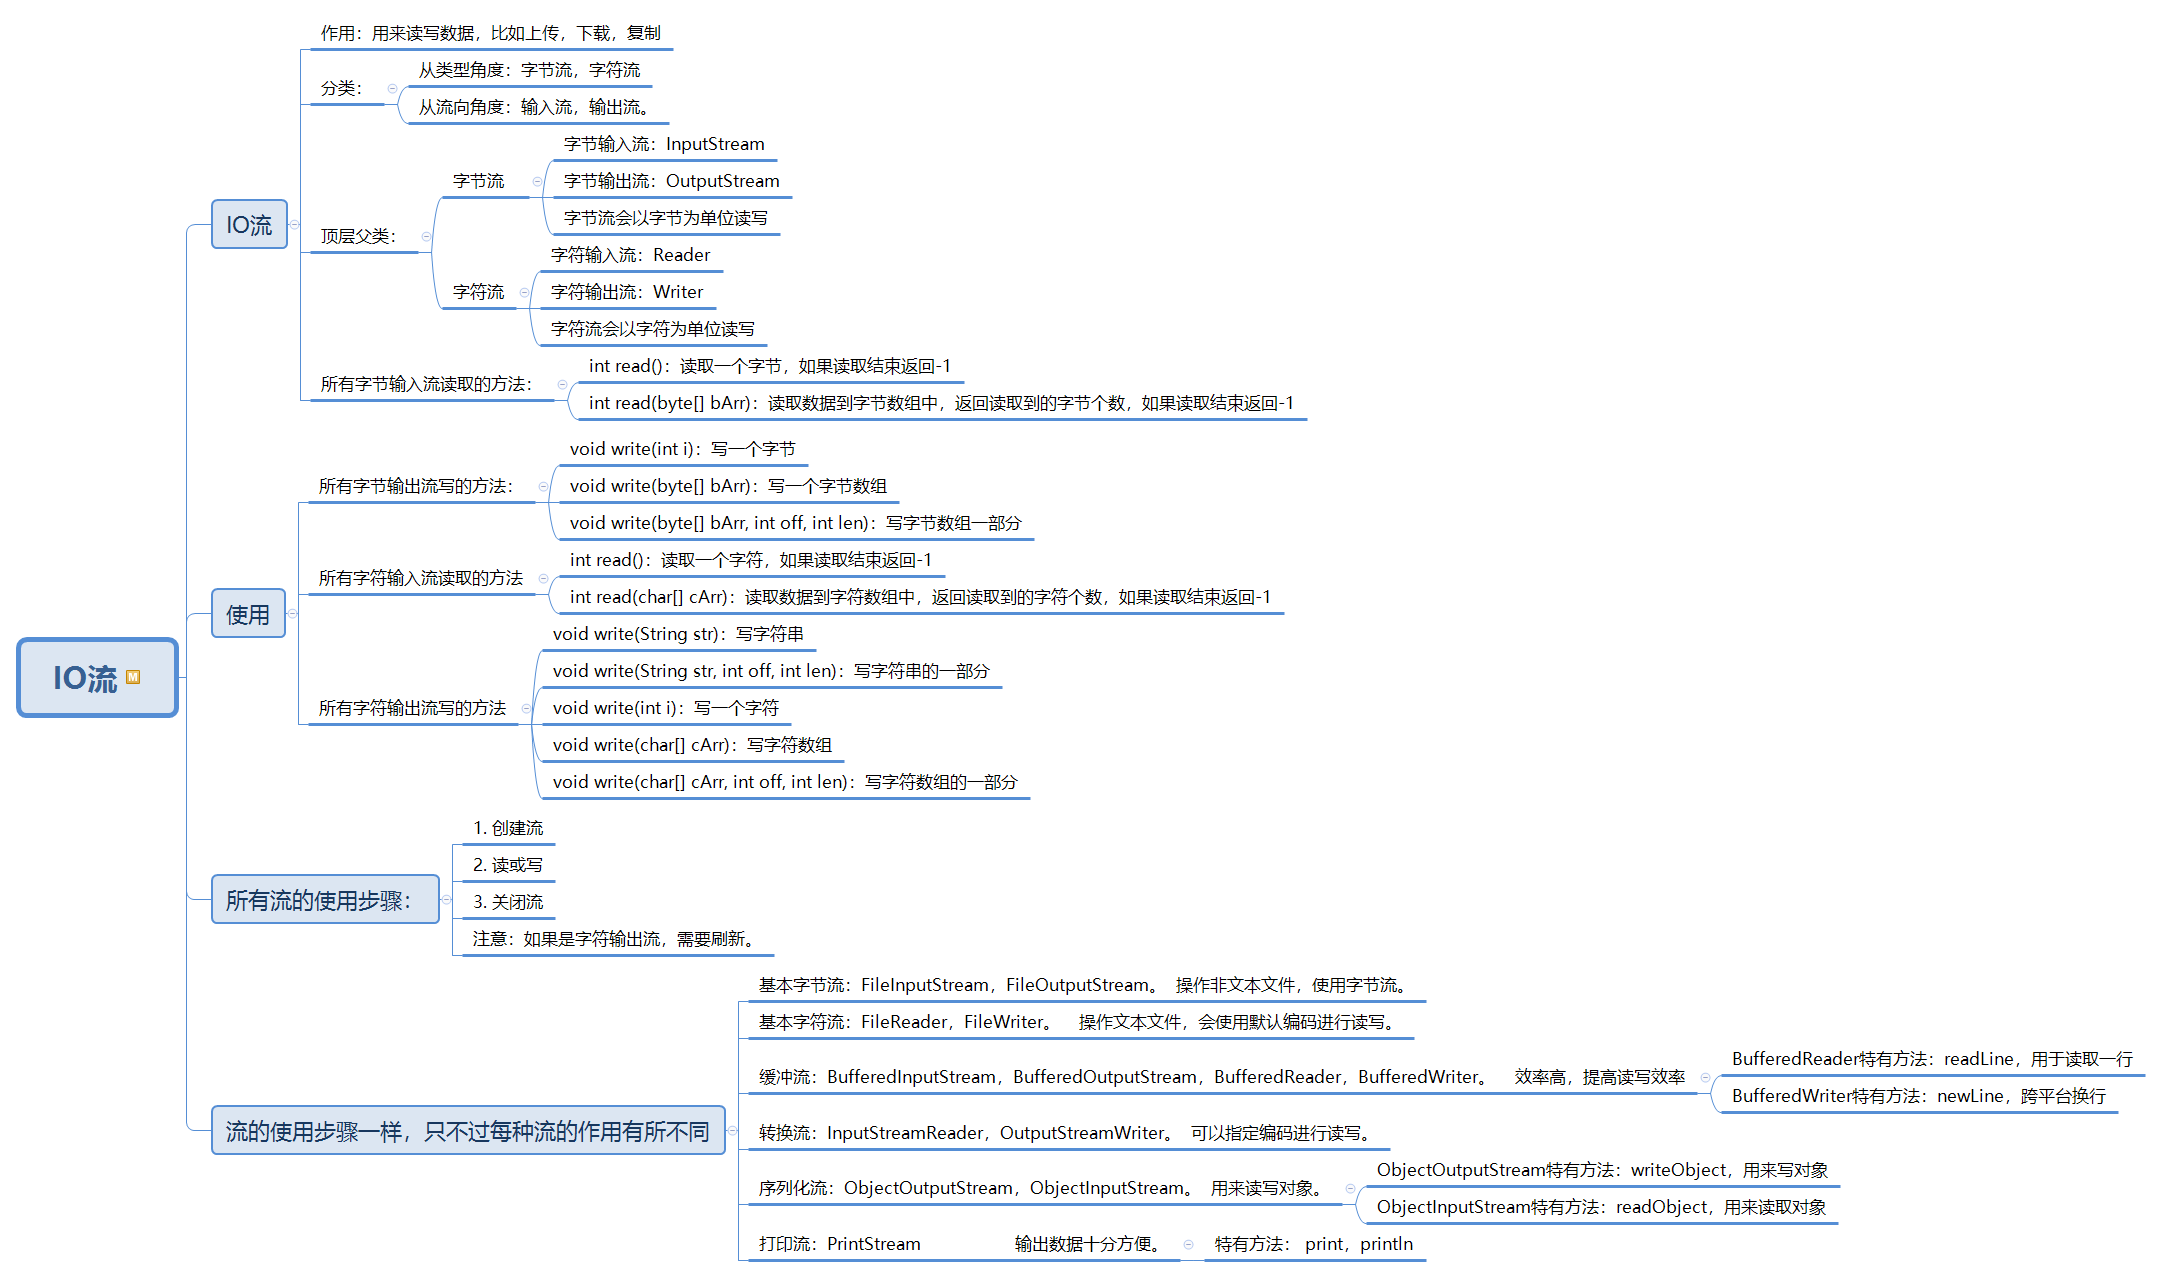 IO流
IO流
作用：用来读写数据，比如上传，下载，复制
分类：
从类型角度：字节流，字符流
从流向角度：输入流，输出流。
顶层父类：
字节流
字节输入流：InputStream
字节输出流：OutputStream
字节流会以字节为单位读写
字符流
字符输入流：Reader
字符输出流：Writer
字符流会以字符为单位读写
所有字节输入流读取的方法：
int read()：读取一个字节，如果读取结束返回-1
int read(byte[] bArr)：读取数据到字节数组中，返回读取到的字节个数，如果读取结束返回-1
使用
所有字节输出流写的方法：
void write(int i)：写一个字节
void write(byte[] bArr)：写一个字节数组
void write(byte[] bArr, int off, int len)：写字节数组一部分
所有字符输入流读取的方法
int read()：读取一个字符，如果读取结束返回-1
int read(char[] cArr)：读取数据到字符数组中，返回读取到的字符个数，如果读取结束返回-1
所有字符输出流写的方法
void write(String str)：写字符串
void write(String str, int off, int len)：写字符串的一部分
void write(int i)：写一个字符
void write(char[] cArr)：写字符数组
void write(char[] cArr, int off, int len)：写字符数组的一部分
所有流的使用步骤：
1. 创建流
2. 读或写
3. 关闭流
注意：如果是字符输出流，需要刷新。
流的使用步骤一样，只不过每种流的作用有所不同
基本字节流：FileInputStream，FileOutputStream。 操作非文本文件，使用字节流。
基本字符流：FileReader，FileWriter。 操作文本文件，会使用默认编码进行读写。
缓冲流：BufferedInputStream，BufferedOutputStream，BufferedReader，BufferedWriter。 效率高，提高读写效率
BufferedReader特有方法：readLine，用于读取一行
BufferedWriter特有方法：newLine，跨平台换行
转换流：InputStreamReader，OutputStreamWriter。 可以指定编码进行读写。
序列化流：ObjectOutputStream，ObjectInputStream。 用来读写对象。
ObjectOutputStream特有方法：writeObject，用来写对象
ObjectInputStream特有方法：readObject，用来读取对象
打印流：PrintStream 输出数据十分方便。
特有方法： print，println